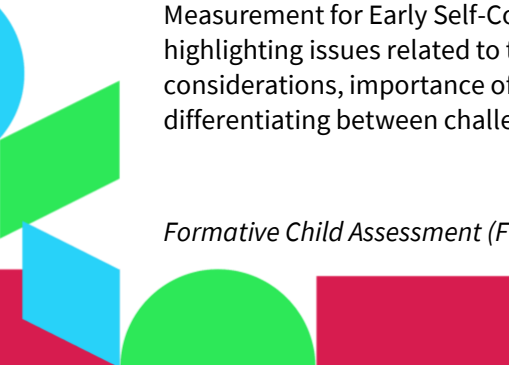 Measurement for Early Self-Co
highlighting issues related to t
considerations, importance of
differentiating between challe
Formative Child Assessment (F